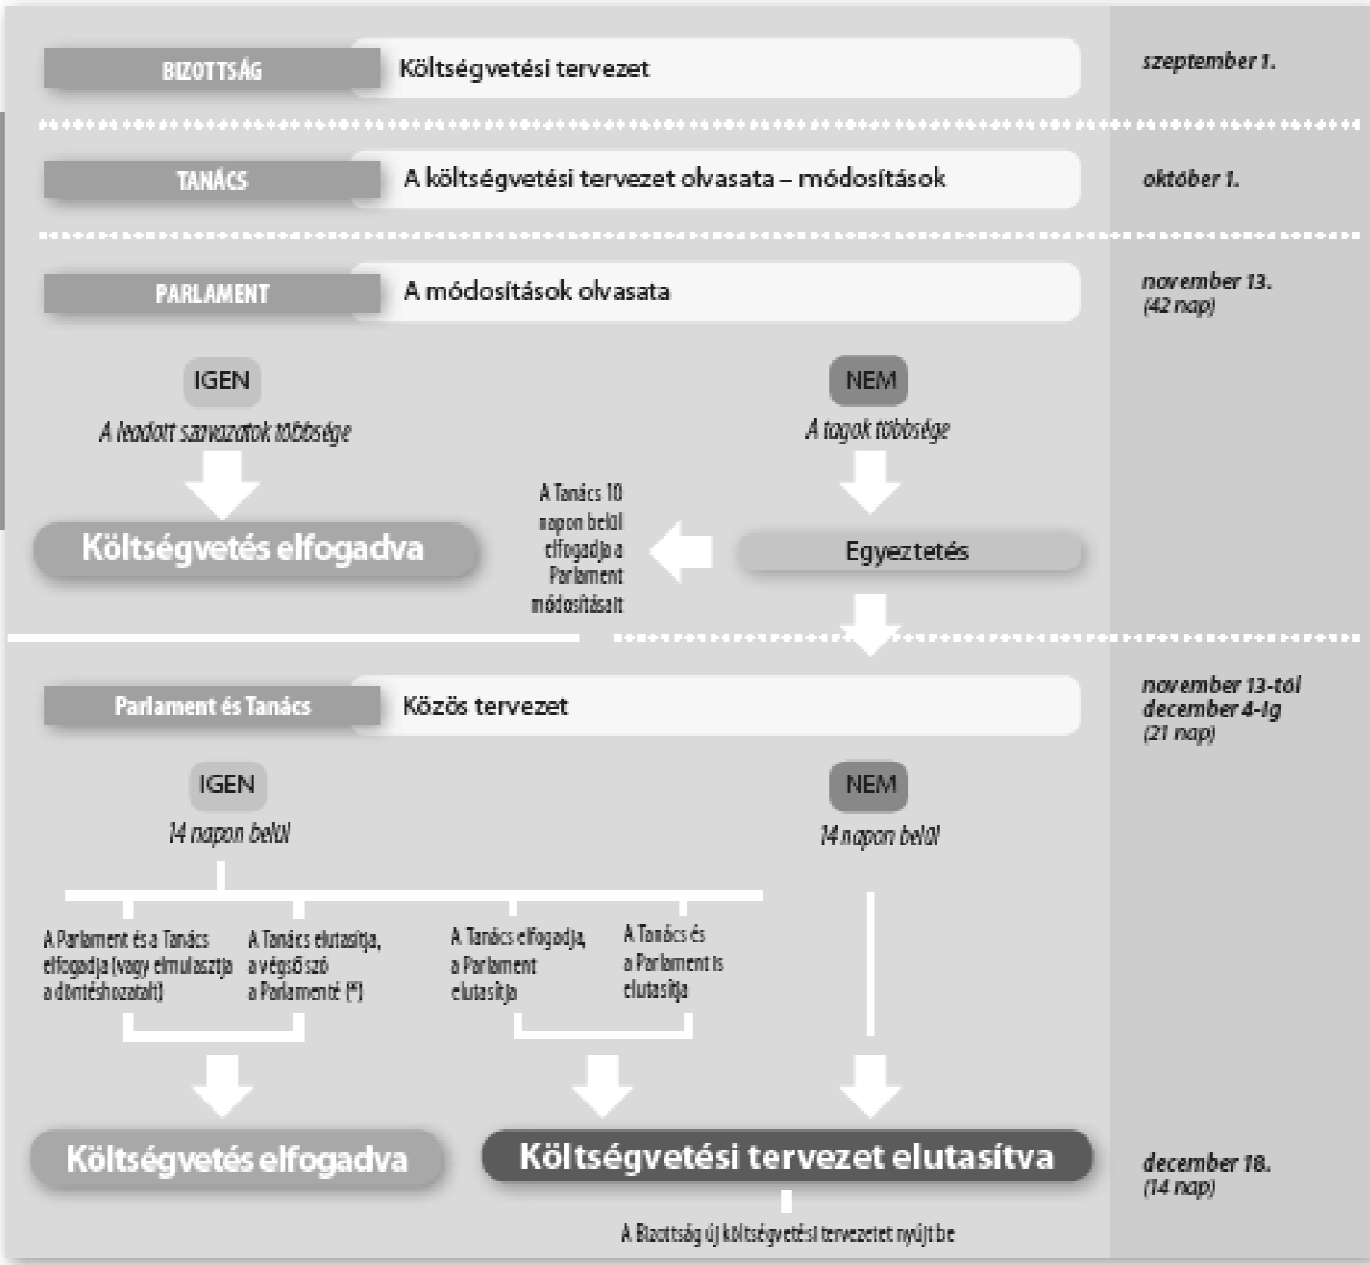 BIZOTTSÁG
Költségvetési tervezet
szeptember 1.
TANÁCS
A költségvetési tervezet olvasata – módosítások
október 1.
PARLAMENT
A módosítások olvasata
november 13.
(42 nap)
IGEN
A leadott szavazatok többsége
NEM
A tagok többsége
Költségvetés elfogadva
A Tanács 10
napon belül
elfogadja a
Parlament
módosításait
Egyeztetés
Parlament és Tanács
Közös tervezet
november 13-tól
december 4-ig
(21 nap)
IGEN
14 napon belül
NEM
14 napon belül
A Parlament és a Tanács
elfogadja (vagy elmulasztja
a döntéshozatalt)
A Tanács elutasítja,
a végső szó
a Parlamenté (*)
A Tanács elfogadja,
a Parlament
elutasítja
A Tanács és
a Parlament is
elutasítja
Költségvetés elfogadva
Költségvetési tervezet elutasítva
december 18.
(14 nap)
A Bizottság új költségvetési tervezetet nyújt be